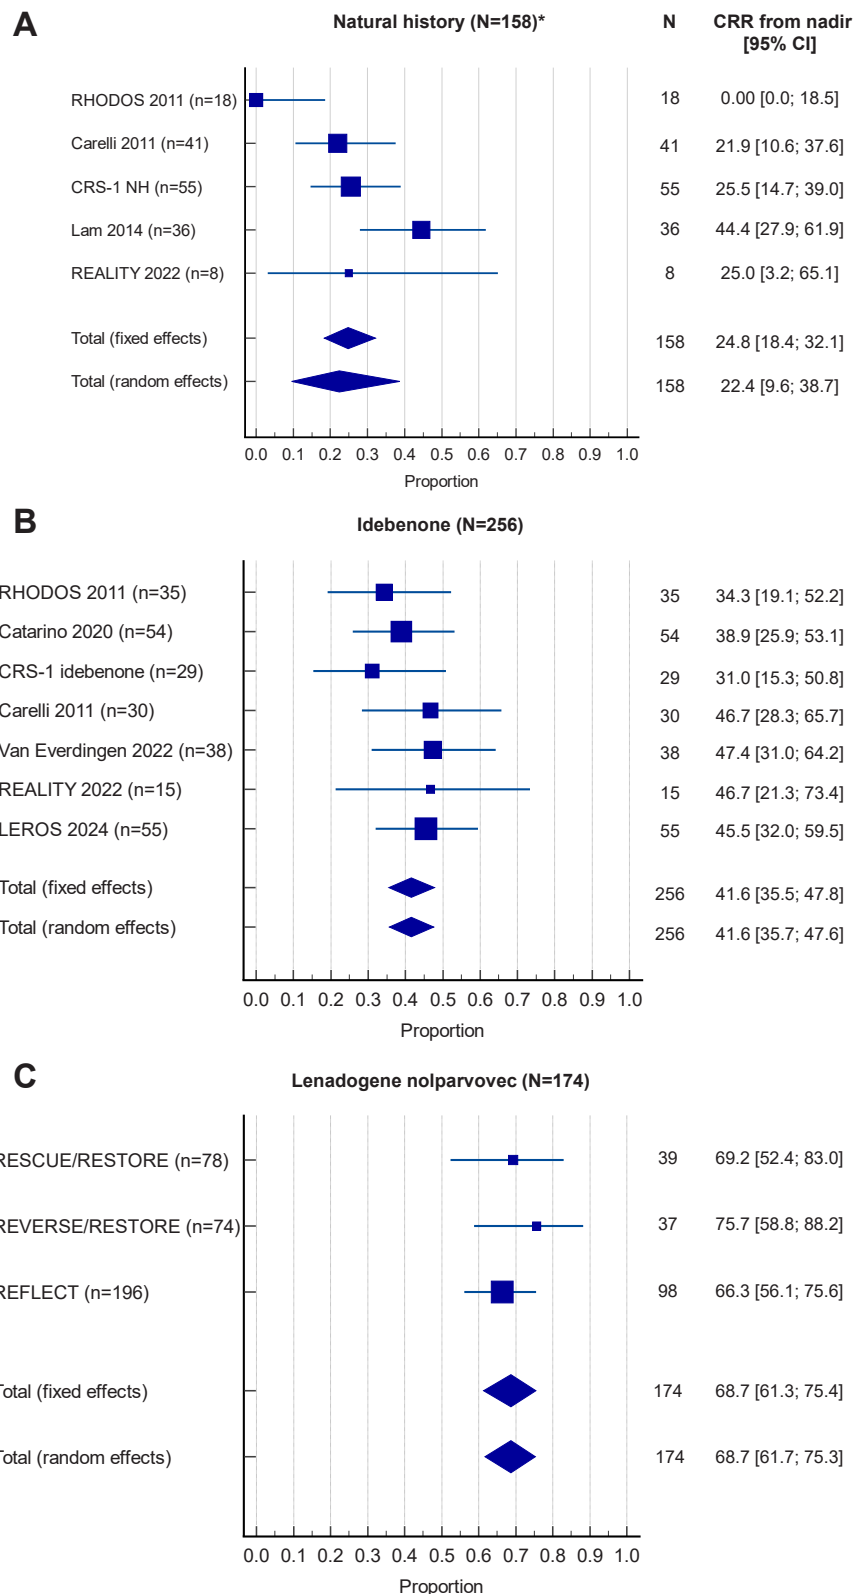 A
Natural history (N=158)* N CRR from nadir
[95% CI]
RHODOS 2011 (n=18) 18 0.00 [0.0; 18.5]
Carelli 2011 (n=41) 41 21.9 [10.6; 37.6]
CRS-1 NH (n=55) 55 25.5 [14.7; 39.0]
Lam 2014 (n=36) 36 44.4 [27.9; 61.9]
REALITY 2022 (n=8) 8 25.0 [3.2; 65.1]
Total (fixed effects) 158 24.8 [18.4; 32.1]
Total (random effects) 158 22.4 [9.6; 38.7]
0.0 0.1 0.2 0.3 0.4 0.5 0.6 0.7 0.8 0.9 1.0
Proportion
B
Idebenone (N=256)
RHODOS 2011 (n=35) 35 34.3 [19.1; 52.2]
Catarino 2020 (n=54) 54 38.9 [25.9; 53.1]
CRS-1 idebenone (n=29) 29 31.0 [15.3; 50.8]
Carelli 2011 (n=30) 30 46.7 [28.3; 65.7]
Van Everdingen 2022 (n=38) 38 47.4 [31.0; 64.2]
REALITY 2022 (n=15) 15 46.7 [21.3; 73.4]
LEROS 2024 (n=55) 55 45.5 [32.0; 59.5]
Total (fixed effects) 256 41.6 [35.5; 47.8]
Total (random effects) 256 41.6 [35.7; 47.6]
0.0 0.1 0.2 0.3 0.4 0.5 0.6 0.7 0.8 0.9 1.0
Proportion
C
Lenadogene nolparvovec (N=174)
RESCUE/RESTORE (n=78) 39 69.2 [52.4; 83.0]
REVERSE/RESTORE (n=74) 37 75.7 [58.8; 88.2]
REFLECT (n=196) 98 66.3 [56.1; 75.6]
Total (fixed effects) 174 68.7 [61.3; 75.4]
Total (random effects) 174 68.7 [61.7; 75.3]
0.0 0.1 0.2 0.3 0.4 0.5 0.6 0.7 0.8 0.9 1.0
Proportion